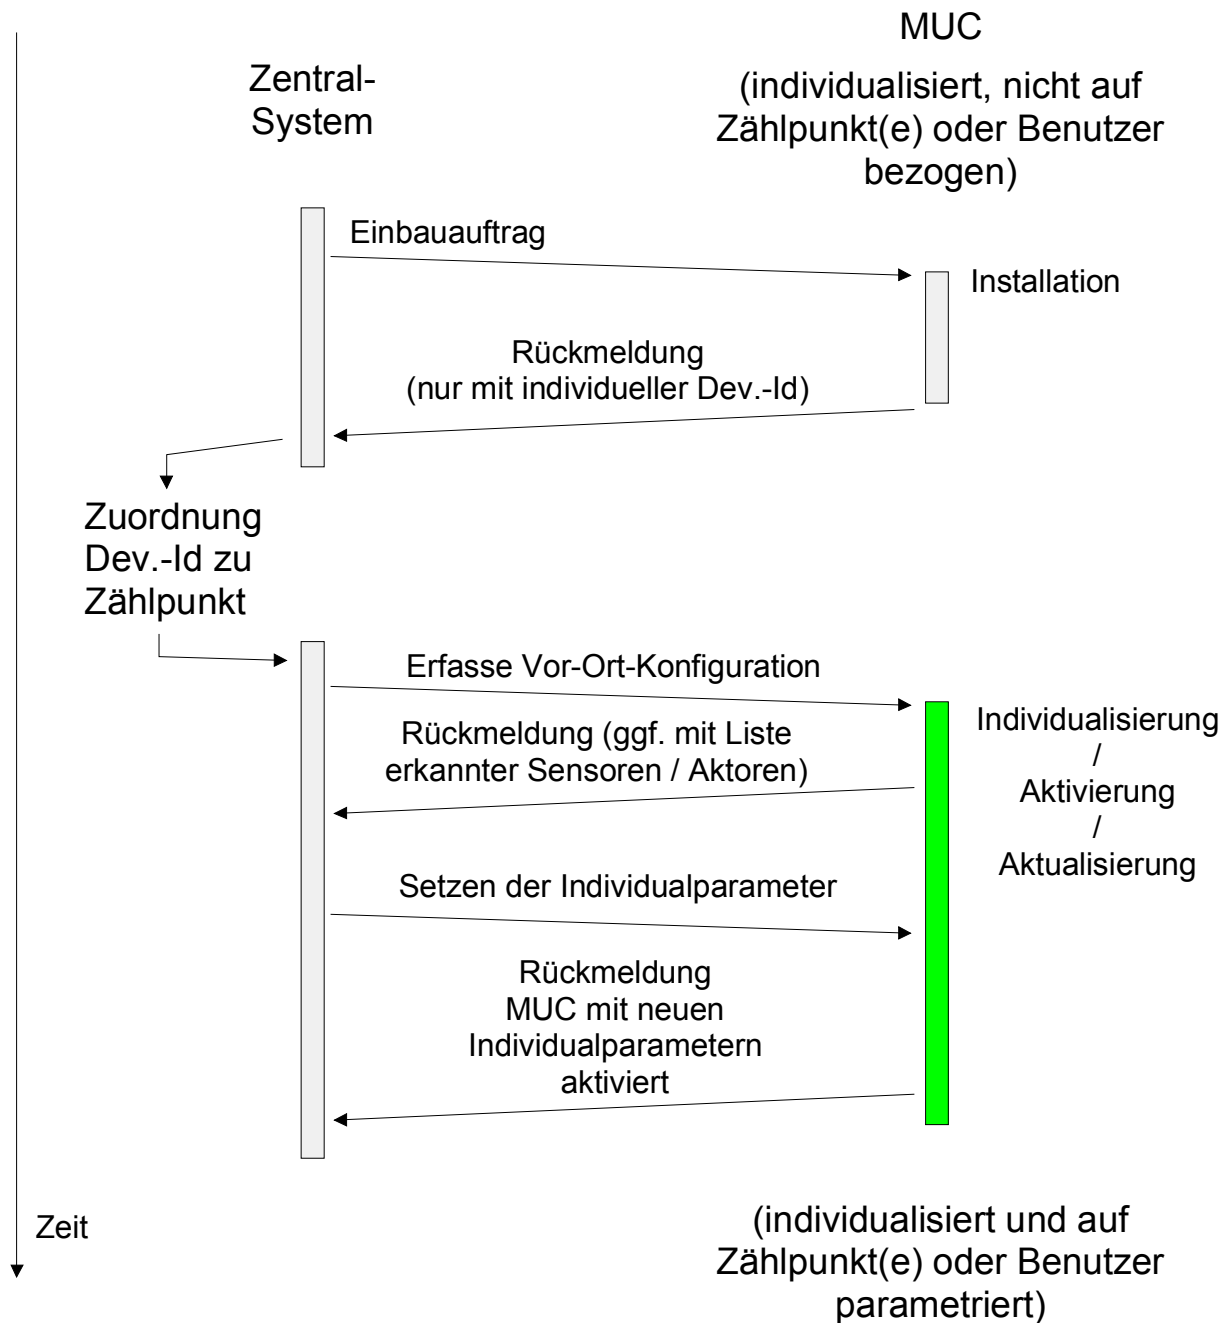 MUC
Zentral-
System
(individualisiert, nicht auf
Zählpunkt(e) oder Benutzer
bezogen)
Einbauauftrag
Installation
Rückmeldung
(nur mit individueller Dev.-Id)
Zuordnung
Dev.-Id zu
Zählpunkt
Erfasse Vor-Ort-Konfiguration
Rückmeldung (ggf. mit Liste
erkannter Sensoren / Aktoren)
Individualisierung
/
Aktivierung
/
Aktualisierung
Setzen der Individualparameter
Rückmeldung
MUC mit neuen
Individualparametern
aktiviert
Zeit
(individualisiert und auf
Zählpunkt(e) oder Benutzer
parametriert)